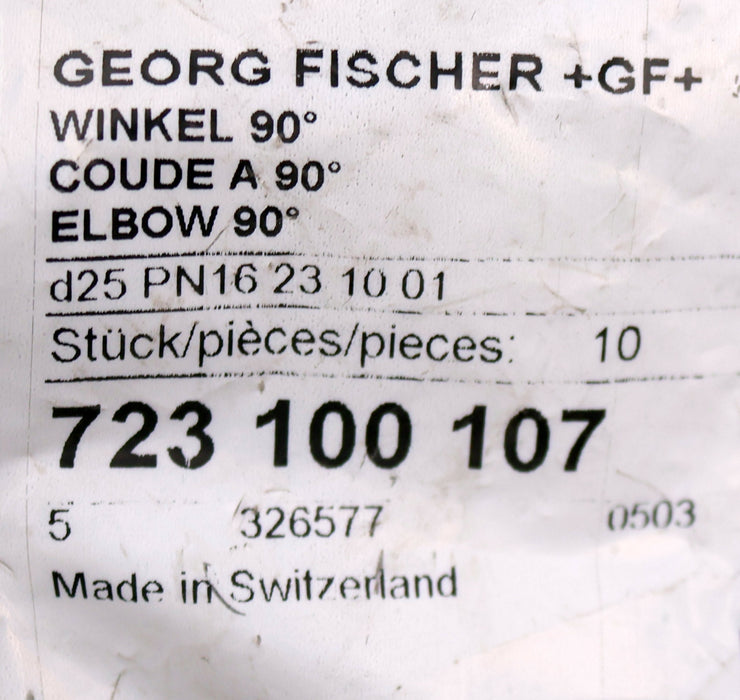 GEORG FISCHER +GF+
WINKEL 90°
COUDE A 90°
ELBOW 90°
d25 PN16 23 10 01
Stück/pièces/pieces: 10
723 100 107
5 326577 0503
Made in Switzerland